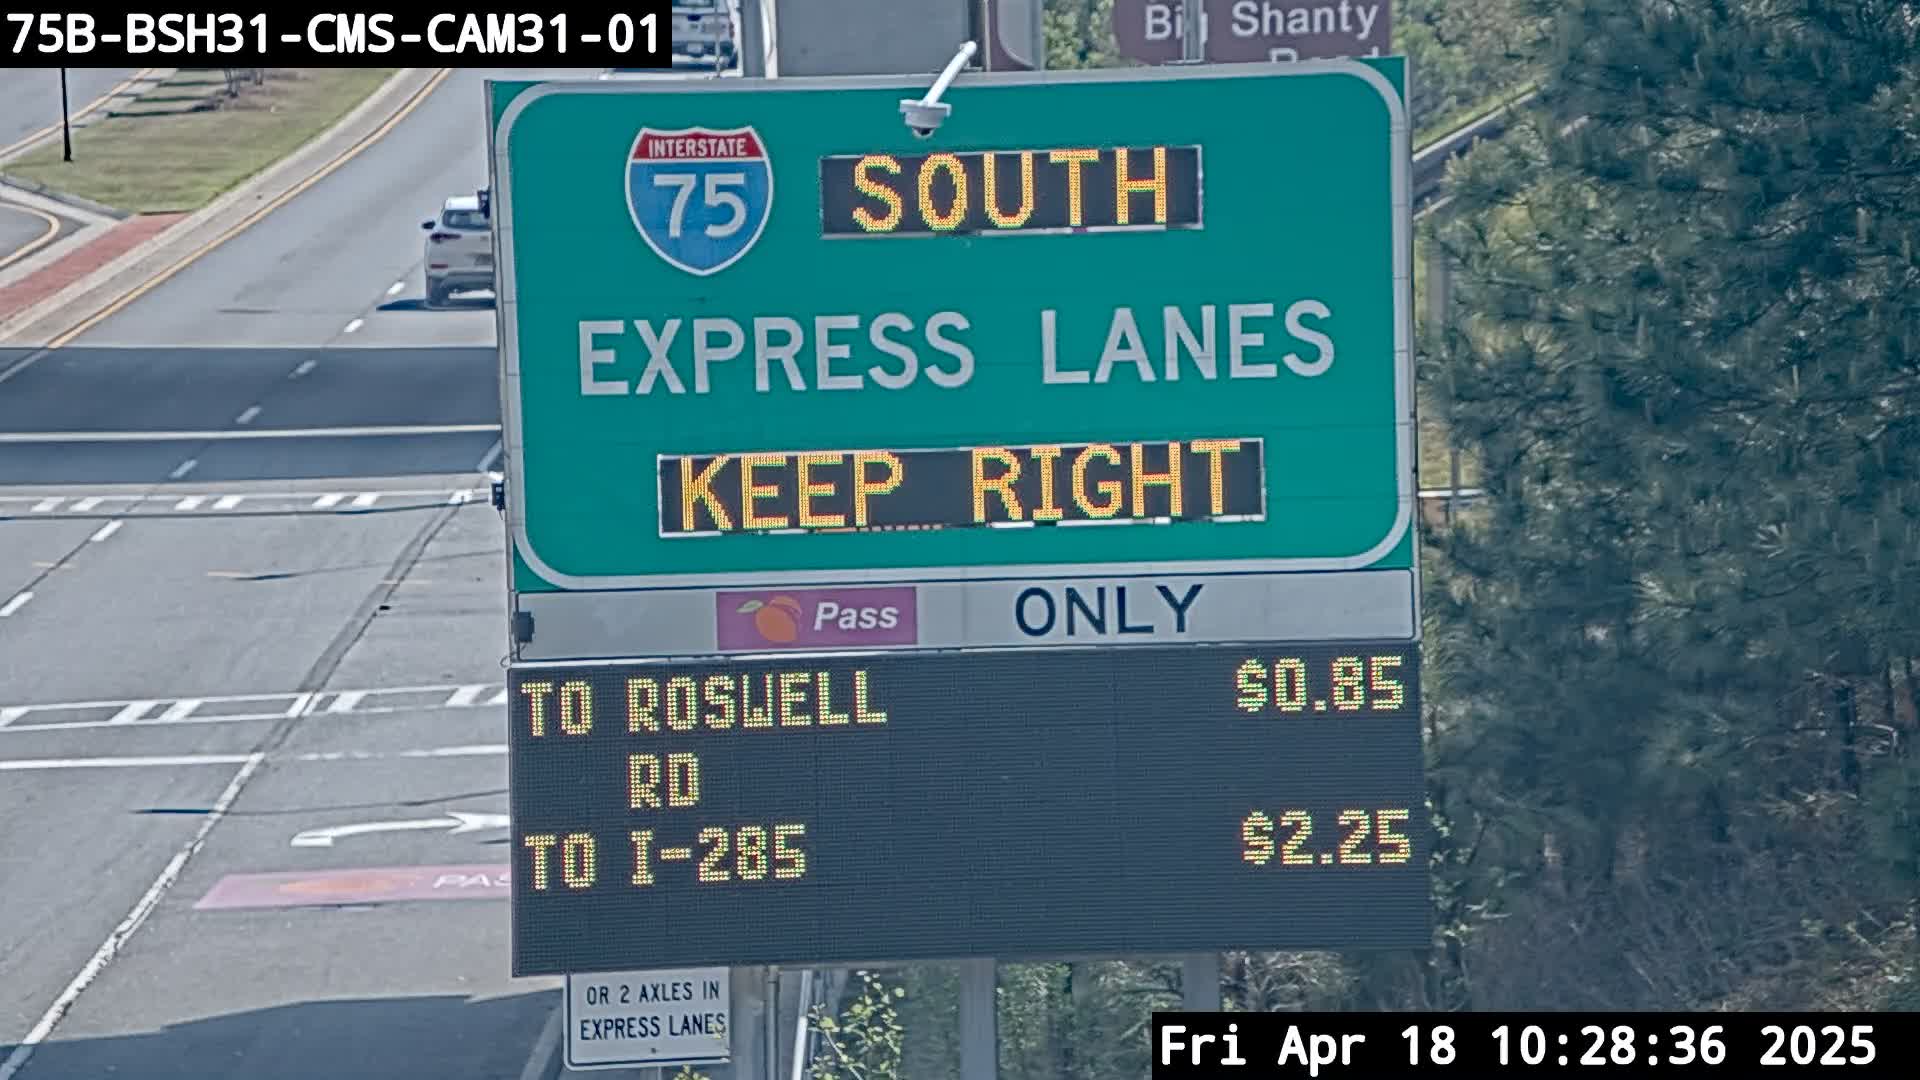 75B-BSH31-CMS-CAM31-01
Big Shanty
Road
INTERSTATE
75
SOUTH
EXPRESS LANES
KEEP RIGHT
Pass ONLY
TO ROSWELL $0.85
RD
TO I-285 $2.25
OR 2 AXLES IN
EXPRESS LANES
Fri Apr 18 10:28:36 2025